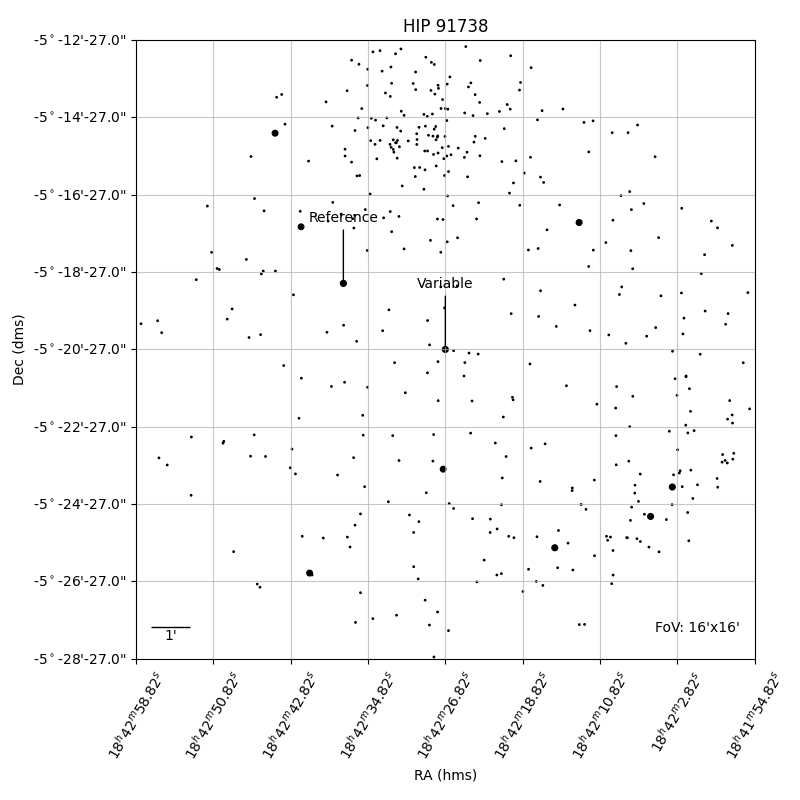 HIP 91738
-5°-12'-27.0"
-5°-14'-27.0"
-5°-16'-27.0"
Reference
-5°-18'-27.0"
Variable
Dec (dms)
-5°-20'-27.0"
-5°-22'-27.0"
-5°-24'-27.0"
-5°-26'-27.0"
1'
FoV: 16'x16'
-5°-28'-27.0"
18h42m58.82s
18h42m50.82s
18h42m42.82s
18h42m34.82s
18h42m26.82s
18h42m18.82s
18h42m10.82s
18h42m2.82s
18h41m54.82s
RA (hms)